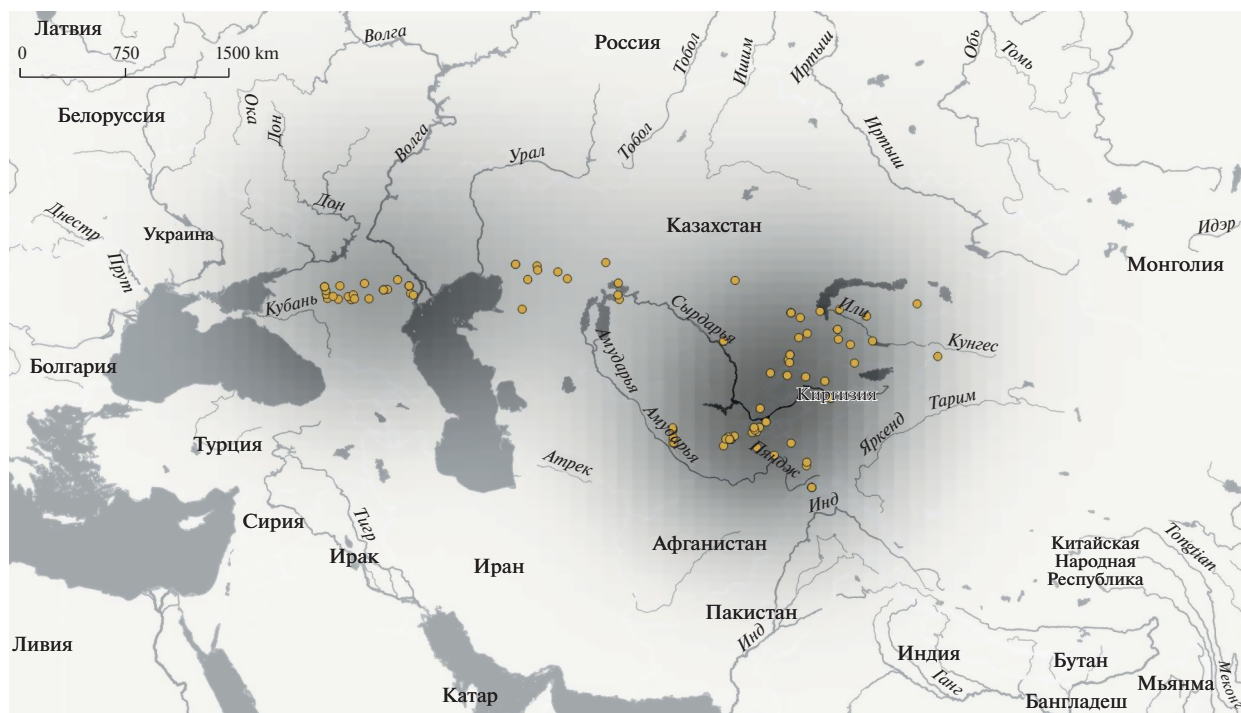 Латвия
0 750 1500 km
Волга
Россия
Тобол
Ишим
Иртыш
Обь
Томь
Белоруссия
Ока
Дон
Волга
Урал
Тобол
Иртыш
Днестр
Дон
Казахстан
Украина
Идэр
Прут
Монголия
Кубань
Сырдарья
Или
Кунгес
Болгария
Амударья
Киргизия
Тарим
Турция
Амударья
Яркенд
Пяндж
Атрек
Инд
Сирия
Тигр
Афганистан
Tongtian
Ирак
Иран
Китайская
Народная
Республика
Пакистан
Ливия
Инд
Индия
Бутан
Ганг
Мьянма
Меконг
Катар
Бангладеш